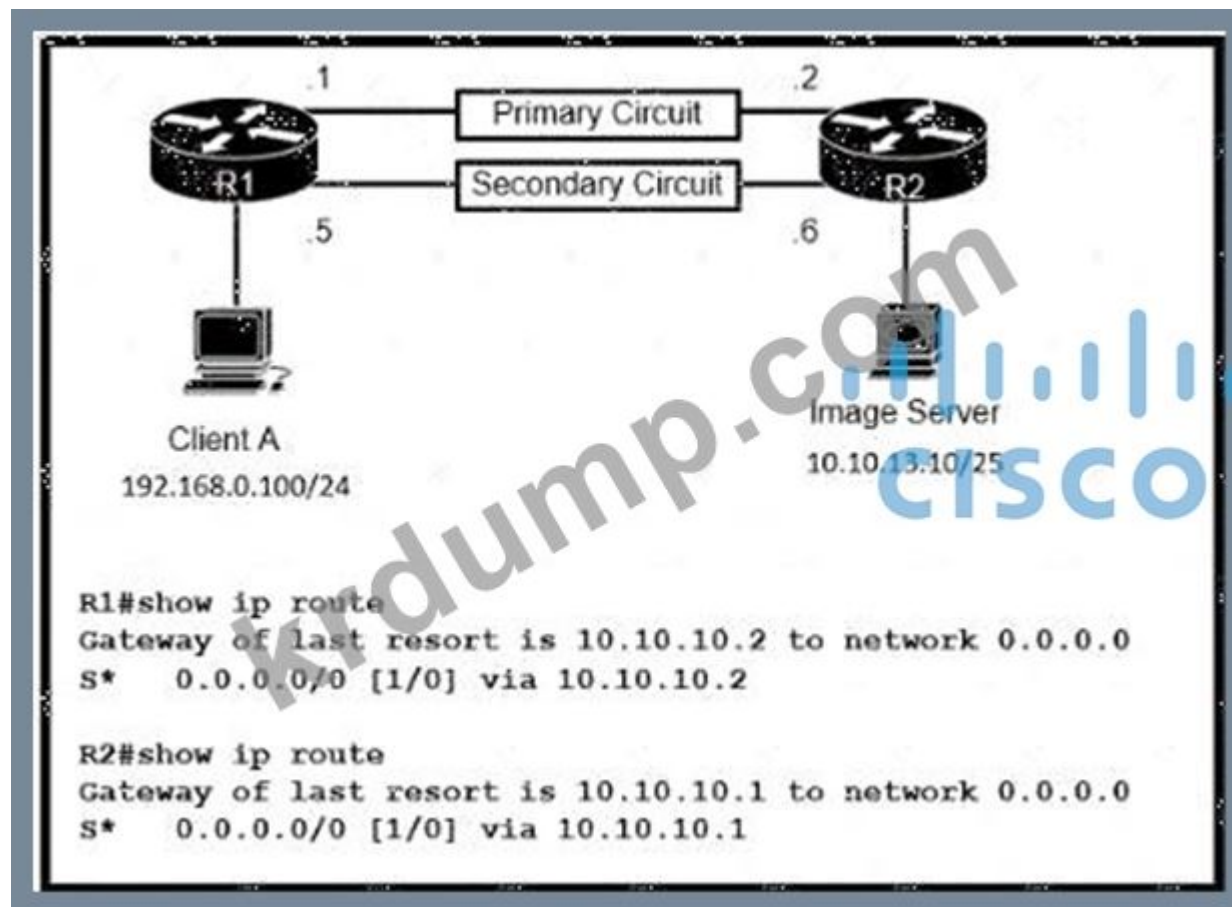 .1
.2
Primary Circuit
R1
Secondary Circuit
R2
.5
.6
Client A
192.168.0.100/24
Image Server
10.10.13.10/25
CISCO
krdump.com
R1#show ip route
Gateway of last resort is 10.10.10.2 to network 0.0.0.0
S* 0.0.0.0/0 [1/0] via 10.10.10.2
R2#show ip route
Gateway of last resort is 10.10.10.1 to network 0.0.0.0
S* 0.0.0.0/0 [1/0] via 10.10.10.1